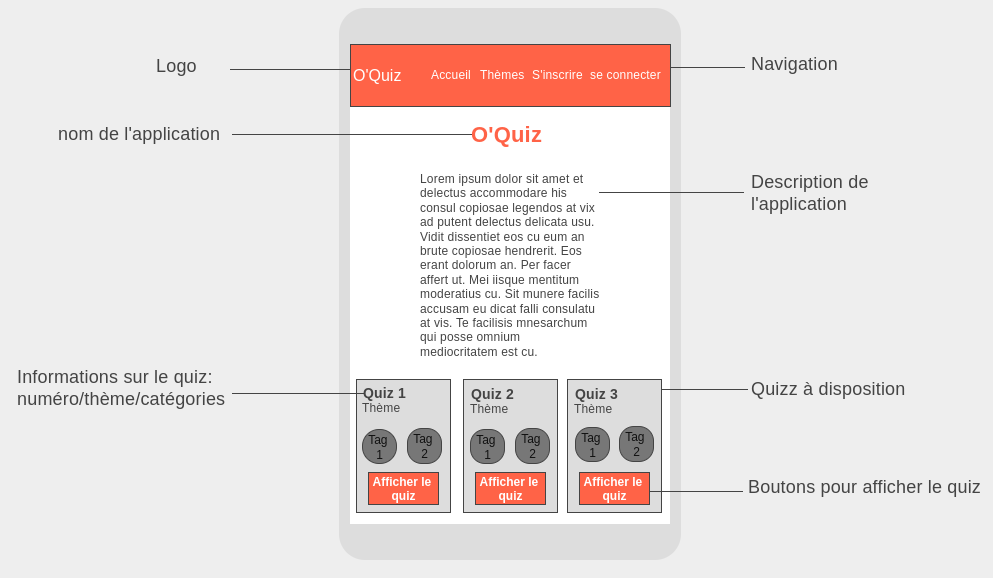 Logo
O'Quiz Accueil Thèmes S'inscrire se connecter
Navigation
nom de l'application
O'Quiz
Lorem ipsum dolor sit amet et
delectus accommodare his
consul copiosae legendos at vix
ad putent delectus delicata usu.
Vidit dissentiet eos cu eum an
brute copiosae hendrerit. Eos
erant dolorum an. Per facer
affert ut. Mei iisque mentitum
moderatius cu. Sit munere facilis
accusam eu dicat falli consulatu
at vis. Te facilisis mnesarchum
qui posse omnium
mediocritatem est cu.
Description de
l'application
Informations sur le quiz:
numéro/thème/catégories
Quiz 1
Thème
Tag
1
Tag
2
Afficher le
quiz
Quiz 2
Thème
Tag
1
Tag
2
Afficher le
quiz
Quiz 3
Thème
Tag
1
Tag
2
Afficher le
quiz
Quizz à disposition
Boutons pour afficher le quiz